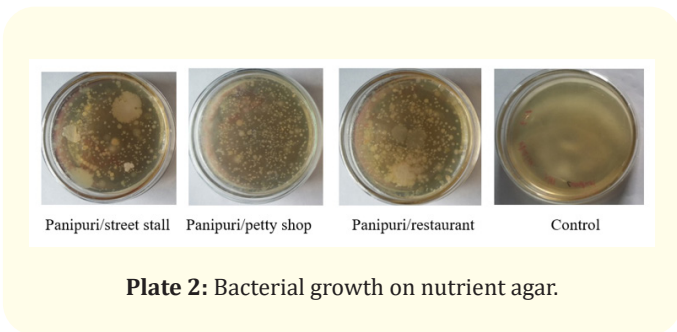 Panipuri/street stall Panipuri/petty shop Panipuri/restaurant Control
Plate 2: Bacterial growth on nutrient agar.